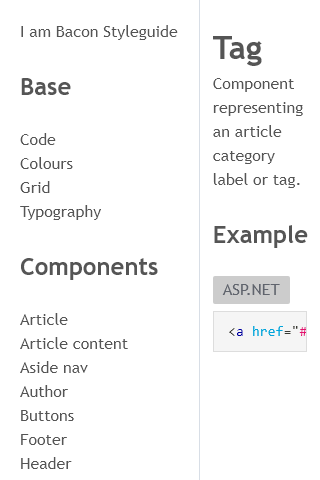 I am Bacon Styleguide
Base
Code
Colours
Grid
Typography
Components
Article
Article content
Aside nav
Author
Buttons
Footer
Header
Tag
Component
representing
an article
category
label or tag.
Example
ASP.NET
<a href="#